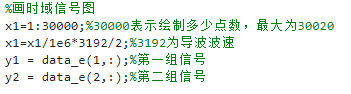 %画时域信号图
x1=1:30000;%30000表示绘制多少点数，最大为30020
x1=x1/1e6*3192/2;%3192为导波波速
y1 = data_e(1,:);%第一组信号
y2 = data_e(2,:);%第二组信号